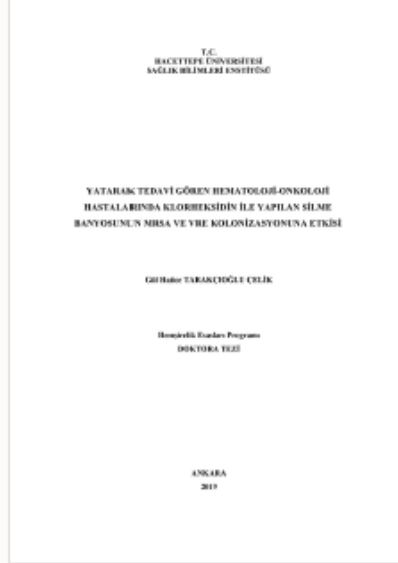 T.C.
HACETTEPE ÜNİVERSİTESİ
SAĞLIK BİLİMLERİ ENSTİTÜSÜ
YATARAK TEDAVİ GÖREN HEMATOLOJİ-ONKOLOJİ
HASTALARINDA KLORHEKSİDİN İLE YAPILAN SİLME
BANYOSUNUN MRSA VE VRE KOLONİZASYONUNA ETKİSİ
Gül Hatice TARAKÇIOĞLU ÇELİK
Hemşirelik Esasları Programı
DOKTORA TEZİ
ANKARA
2019